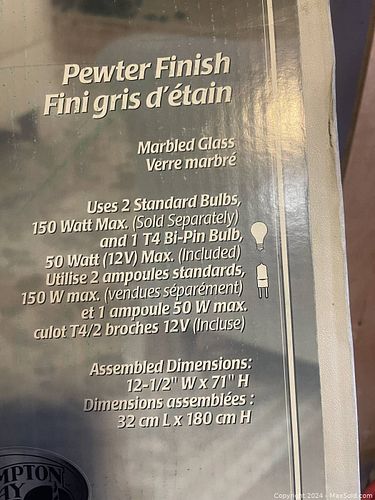 Pewter Finish
Fini gris d'étain
Marbled Glass
Verre marbré
Uses 2 Standard Bulbs,
150 Watt Max. (Sold Separately)
and 1 T4 Bi-Pin Bulb,
50 Watt (12V) Max. (Included)
Utilise 2 ampoules standards,
150 W max. (vendues séparément)
et 1 ampoule 50 W max.
culot T4/2 broches 12V (Incluse)
Assembled Dimensions:
12-1/2" W x 71" H
Dimensions assemblées :
32 cm L x 180 cm H
MPTON
AY
Copyright 2024 - MaxSold.com